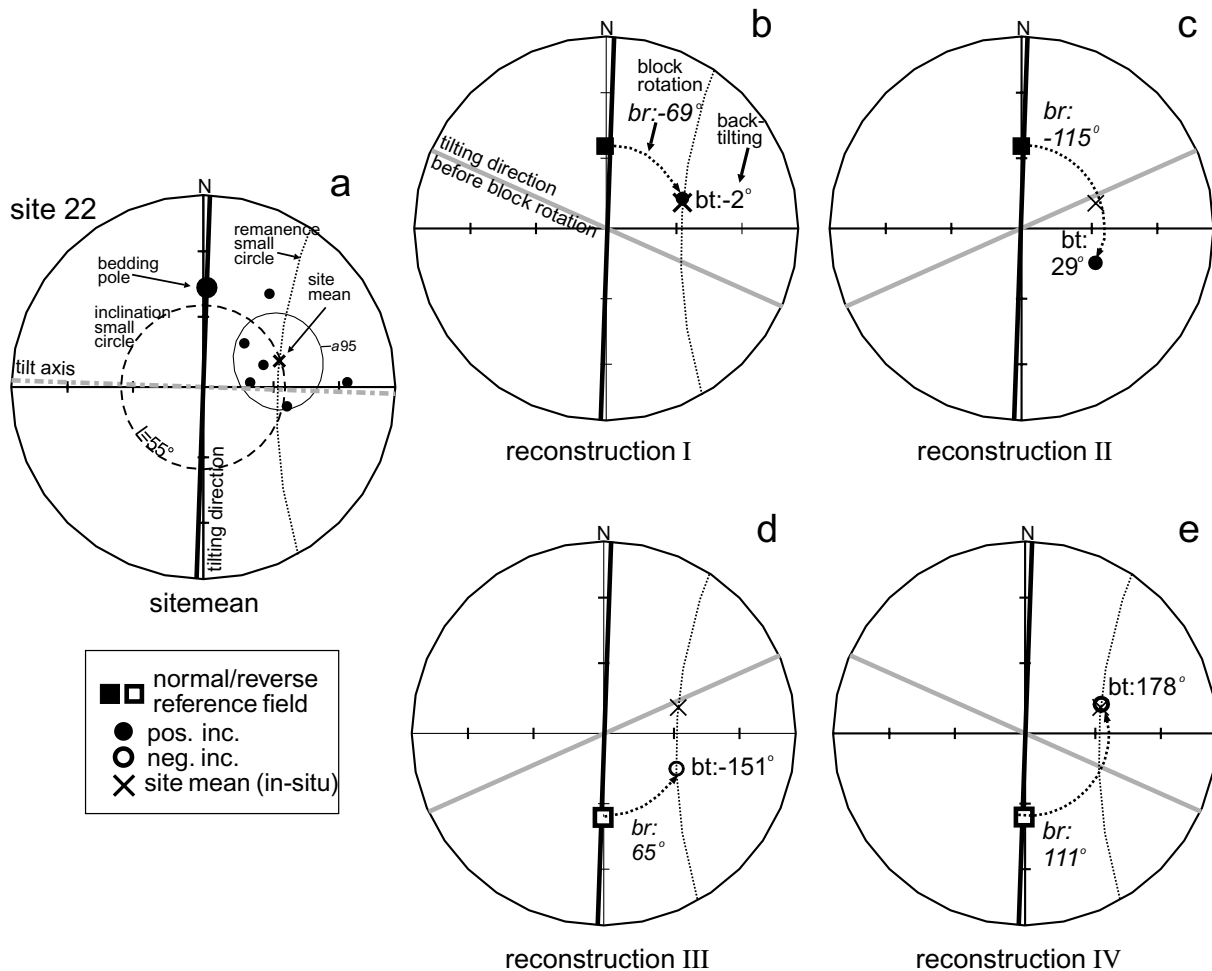 a
site 22
N
remanence
small
circle
bedding
pole
site
mean
inclination
small
circle
a95
tilt axis
I=55°
tilting direction
sitemean
b
N
block
rotation
br:-69°
back-
tilting
tilting direction
before block rotation
bt:-2°
reconstruction I
c
N
br:
-115°
bt:
29°
reconstruction II
d
N
bt:-151°
br:
65°
reconstruction III
e
N
bt:178°
br:
111°
reconstruction IV
normal/reverse
reference field
pos. inc.
neg. inc.
site mean (in-situ)